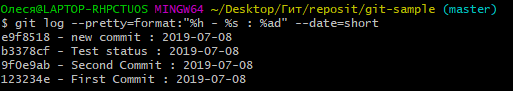 Олеся@LAPTOP-RHPCTUOS MINGW64 ~/Desktop/Гит/reposit/git-sample (master)
$ git log --pretty=format:"%h - %s : %ad" --date=short
e9f8518 - new commit : 2019-07-08
b3378cf - Test status : 2019-07-08
9f0e9ab - Second Commit : 2019-07-08
123234e - First Commit : 2019-07-08